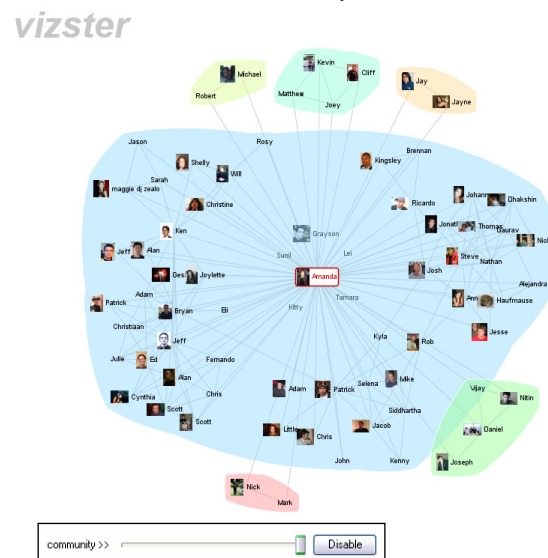 vizster
Kevin
Michael
Cliff
Jay
Robert
Matthew
Joey
Jayne
Jason
Rosy
Brennan
Shelly
Kingsley
Will
Sarah
maggie dj zealo
Dhakshin
Christine
Ricardo
Jonat
Thomas
Ken
Grayson
Gaurav
Nicl
Jeff
Alan
Sunil
Lei
Steve
Nathan
Ges
Joylette
Amanda
Josh
Alejandra
Adam
Tamara
Ann
Haufmause
Patrick
Bryan
Eli
Kitty
Christiaan
Jesse
Jeff
Kyla
Rob
Julie
Ed
Fernando
Alan
Adam
Patrick
Selena
Mike
Vijay
Nitin
Cynthia
Chris
Scott
Siddhartha
Scott
Little
Chris
Jacob
Daniel
John
Kenny
Joseph
Nick
Mark
community >>
Disable